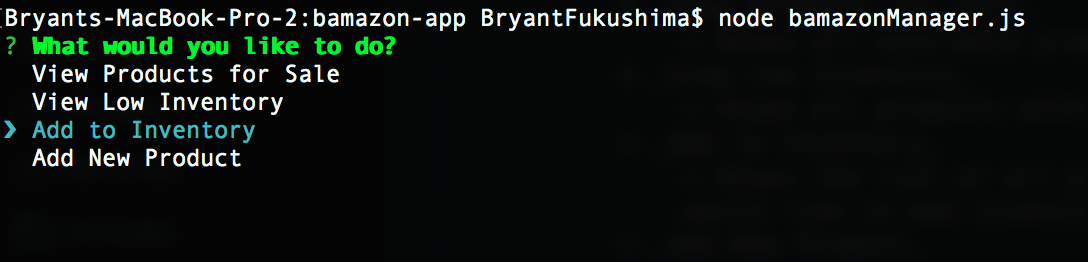 Bryants-MacBook-Pro-2:bamazon-app BryantFukushima$ node bamazonManager.js
? What would you like to do?
View Products for Sale
View Low Inventory
❯ Add to Inventory
Add New Product